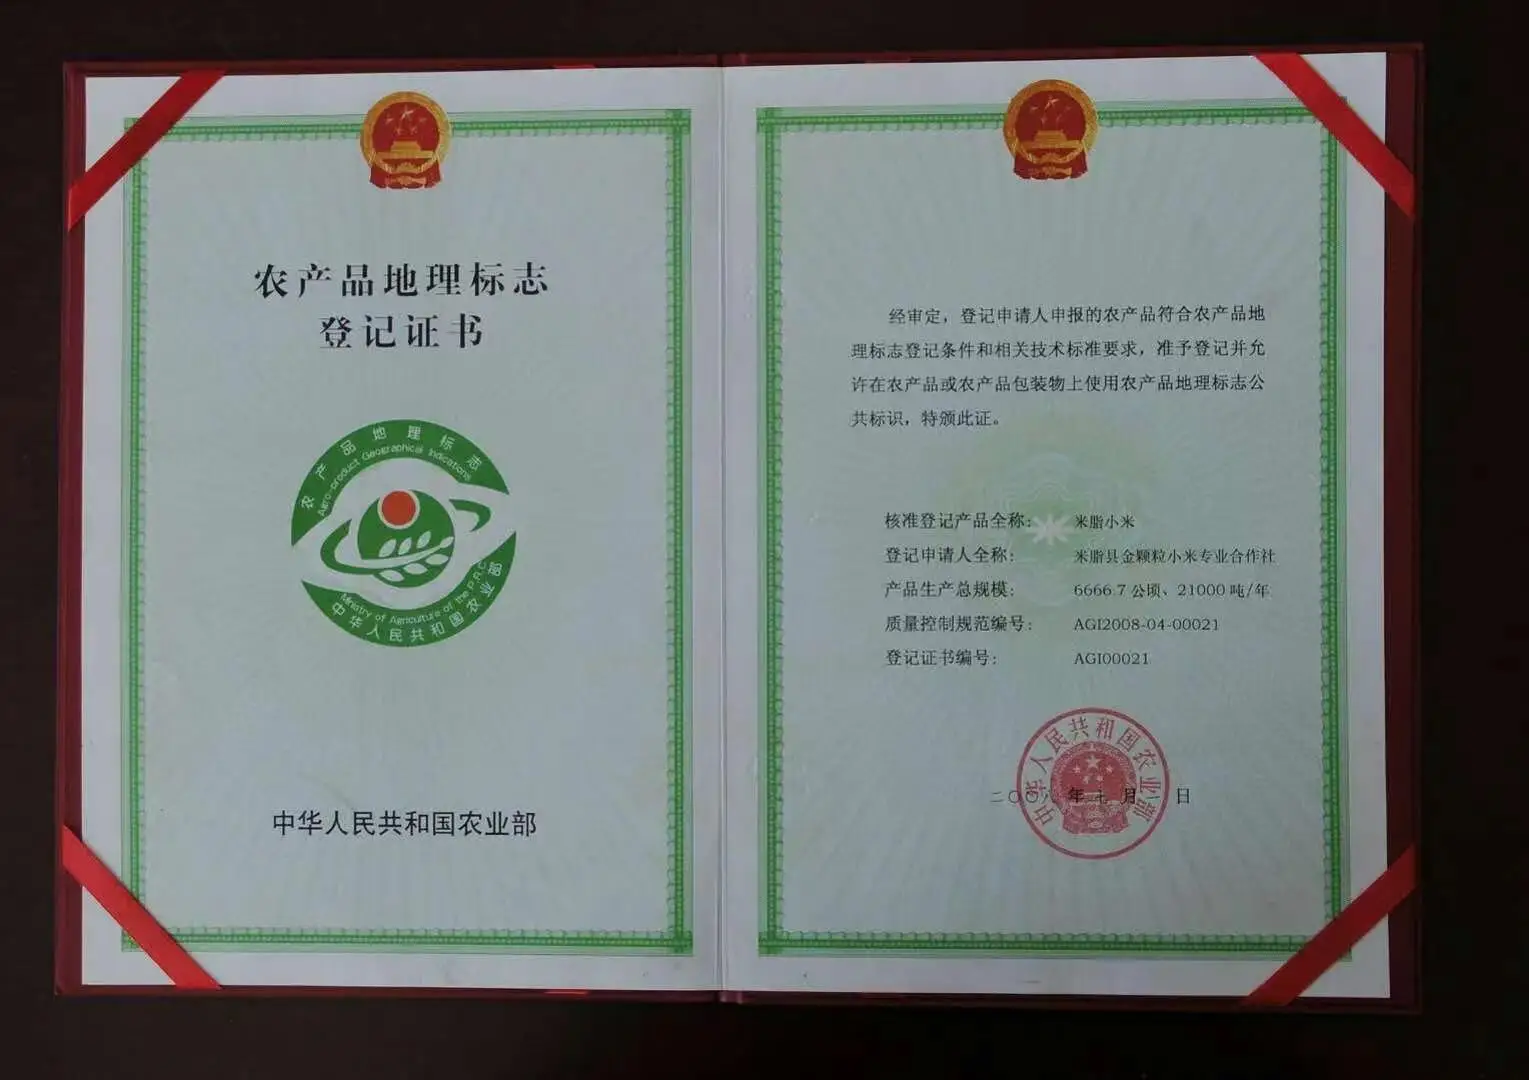 农产品地理标志
登记证书
农产品地理标志
Agro-product Geographical Indications
Ministry of Agriculture of the P.R.C
中华人民共和国农业部
中华人民共和国农业部
经审定，登记申请人申报的农产品符合农产品地
理标志登记条件和相关技术标准要求，准予登记并允
许在农产品或农产品包装物上使用农产品地理标志公
共标识，特颁此证。
核准登记产品全称： 米脂小米
登记申请人全称： 米脂县金颗粒小米专业合作社
产品生产总规模： 6666.7 公顷、21000 吨/年
质量控制规范编号： AGI2008-04-00021
登记证书编号： AGI00021
中华人民共和国农业部
二〇〇八年七月 日